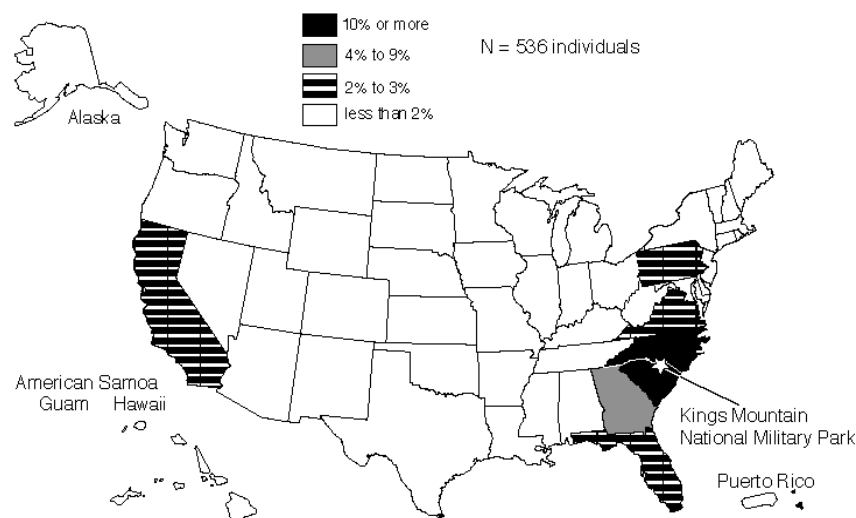 10% or more
4% to 9%
2% to 3%
less than 2%
N = 536 individuals
Alaska
American Samoa
Guam Hawaii
Kings Mountain
National Military Park
Puerto Rico